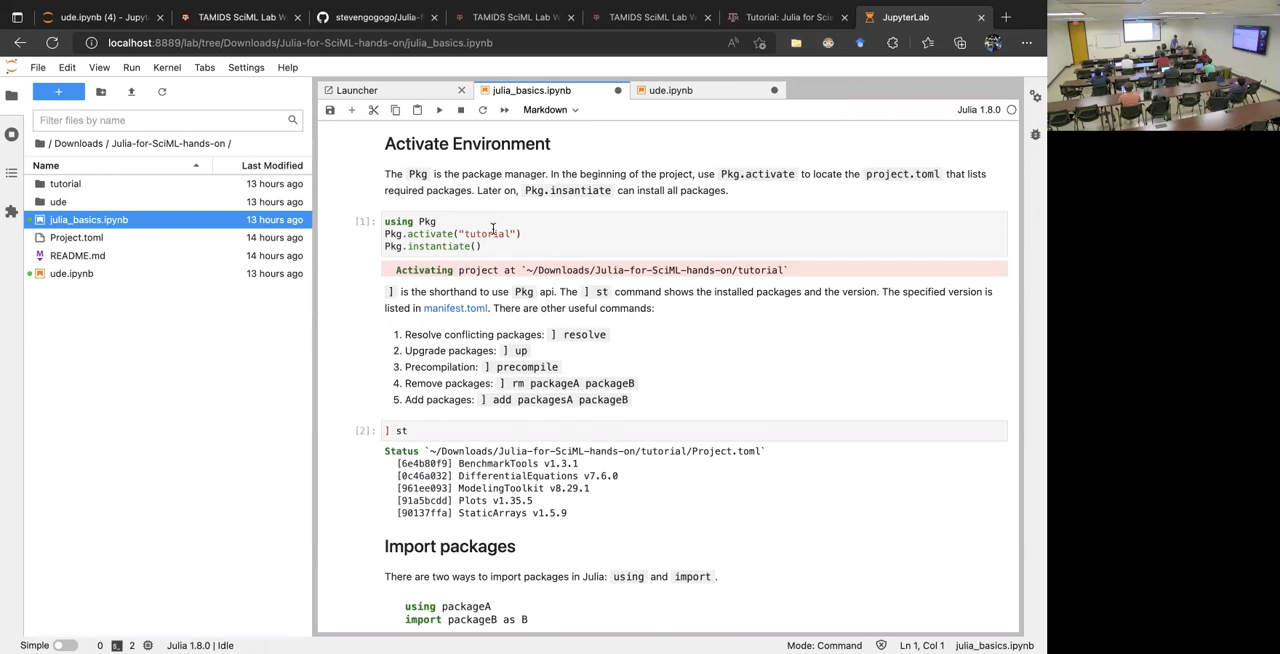 ude.ipynb (4) - Jupyt
TAMIDS SciML Lab W
stevengogogo/Julia-f
TAMIDS SciML Lab W
TAMIDS SciML Lab W
Tutorial: Julia for Scie
JupyterLab
localhost:8889/lab/tree/Downloads/Julia-for-SciML-hands-on/julia_basics.ipynb
File Edit View Run Kernel Tabs Settings Help
Filter files by name
/ Downloads / Julia-for-SciML-hands-on /
Name Last Modified
tutorial 13 hours ago
ude 13 hours ago
julia_basics.ipynb 13 hours ago
Project.toml 14 hours ago
README.md 14 hours ago
ude.ipynb 13 hours ago
Launcher
julia_basics.ipynb
ude.ipynb
Markdown
Julia 1.8.0
Activate Environment
The Pkg is the package manager. In the beginning of the project, use Pkg.activate to locate the project.toml that lists
required packages. Later on, Pkg.insantiate can install all packages.
[1]: using Pkg
Pkg.activate("tutorial")
Pkg.instantiate()
Activating project at `~/Downloads/Julia-for-SciML-hands-on/tutorial`
] is the shorthand to use Pkg api. The ] st command shows the installed packages and the version. The specified version is
listed in manifest.toml. There are other useful commands:
1. Resolve conflicting packages: ] resolve
2. Upgrade packages: ] up
3. Precompilation: ] precompile
4. Remove packages: ] rm packageA packageB
5. Add packages: ] add packagesA packageB
[2]: ] st
Status `~/Downloads/Julia-for-SciML-hands-on/tutorial/Project.toml`
[6e4b80f9] BenchmarkTools v1.3.1
[0c46a032] DifferentialEquations v7.6.0
[961ee093] ModelingToolkit v8.29.1
[91a5bcdd] Plots v1.35.5
[90137ffa] StaticArrays v1.5.9
Import packages
There are two ways to import packages in Julia: using and import .
using packageA
import packageB as B
Simple 0 2 Julia 1.8.0 | Idle
Mode: Command Ln 1, Col 1 julia_basics.ipynb